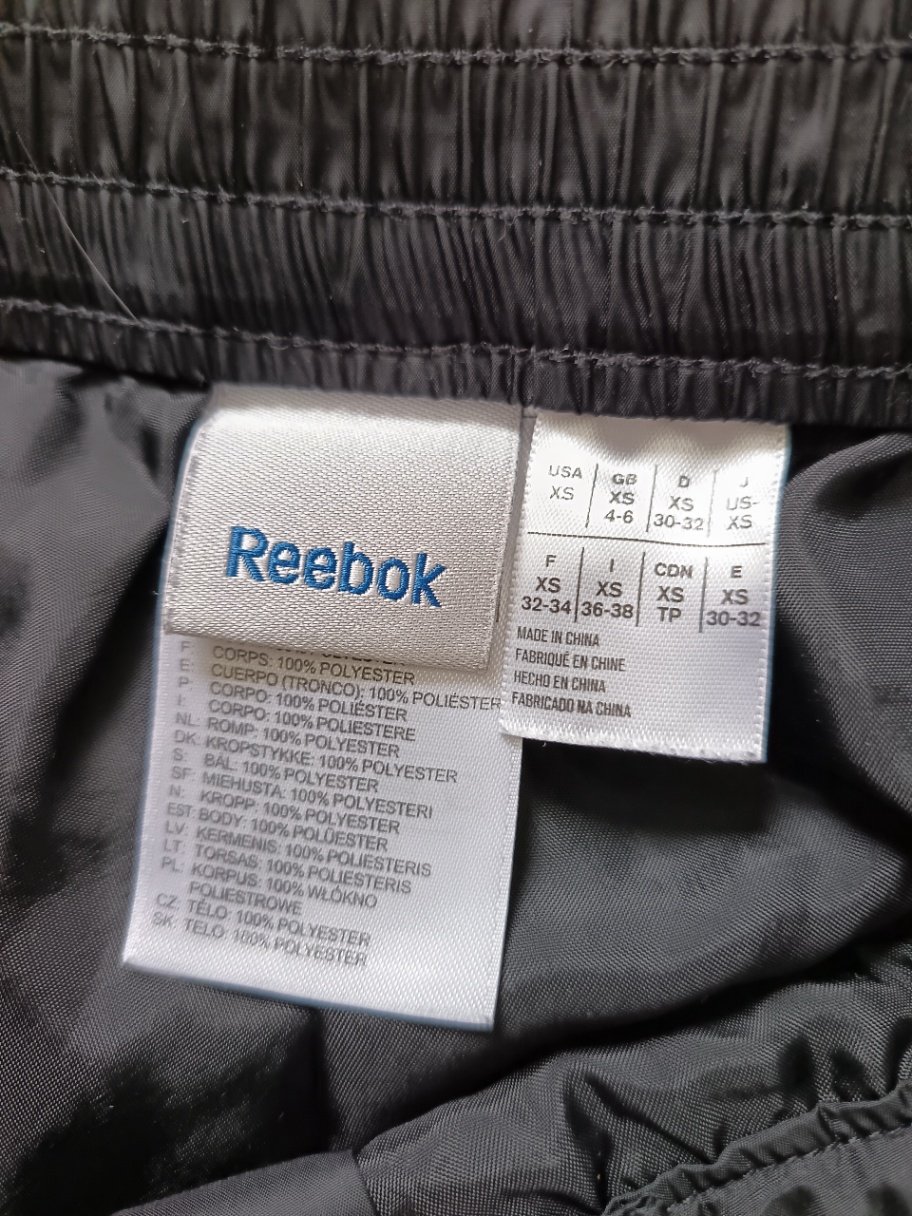 Reebok
USA GB D J
XS XS XS US-
4-6 30-32 XS
F I CDN E
XS XS XS XS
32-34 36-38 TP 30-32
MADE IN CHINA
FABRIQUÉ EN CHINE
HECHO EN CHINA
FABRICADO NA CHINA
F: CORPS: 100% POLYESTER
E: CUERPO (TRONCO): 100% POLIÉSTER
P: CORPO: 100% POLIÉSTER
I: CORPO: 100% POLIESTERE
NL: ROMP: 100% POLYESTER
DK: KROPSTYKKE: 100% POLYESTER
S: BÅL: 100% POLYESTER
SF: MIEHUSTA: 100% POLYESTERI
N: KROPP: 100% POLYESTER
EST: BODY: 100% POLÜESTER
LV: ĶERMENIS: 100% POLIESTERIS
LT: TORSAS: 100% POLIESTERIS
PL: KORPUS: 100% WŁÓKNO
POLIESTROWE
CZ: TĚLO: 100% POLYESTER
SK: TELO: 100% POLYESTER